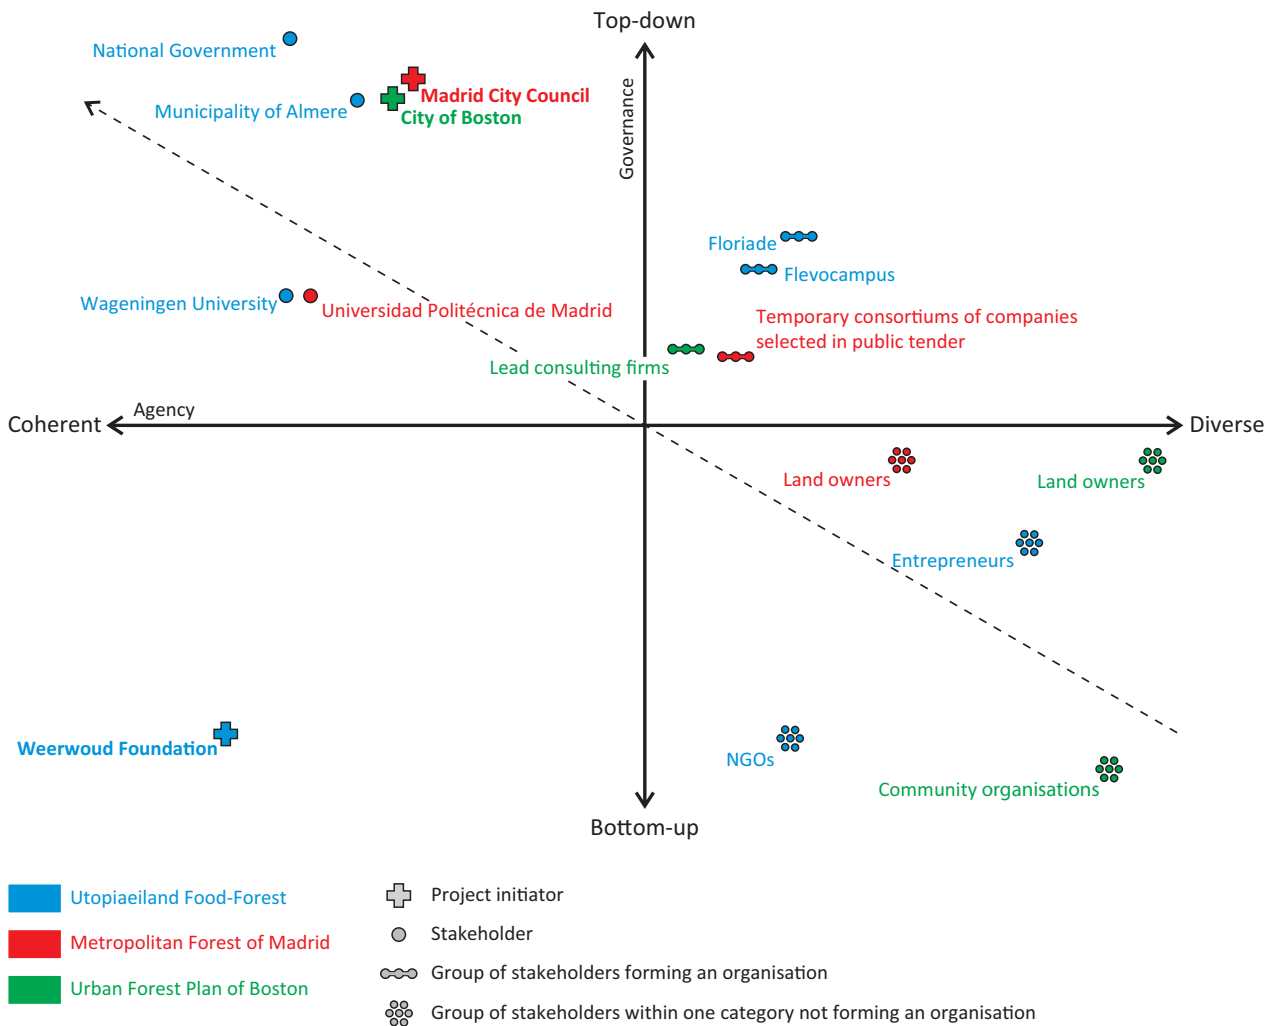 Top-down
National Government
Governance
Madrid City Council
Municipality of Almere
City of Boston
Floriade
Flevocampus
Wageningen University
Universidad Politécnica de Madrid
Temporary consortiums of companies
selected in public tender
Lead consulting firms
Agency
Coherent
Diverse
Land owners
Land owners
Entrepreneurs
Weerwoud Foundation
NGOs
Community organisations
Bottom-up
Utopiaeiland Food-Forest
Metropolitan Forest of Madrid
Urban Forest Plan of Boston
Project initiator
Stakeholder
Group of stakeholders forming an organisation
Group of stakeholders within one category not forming an organisation